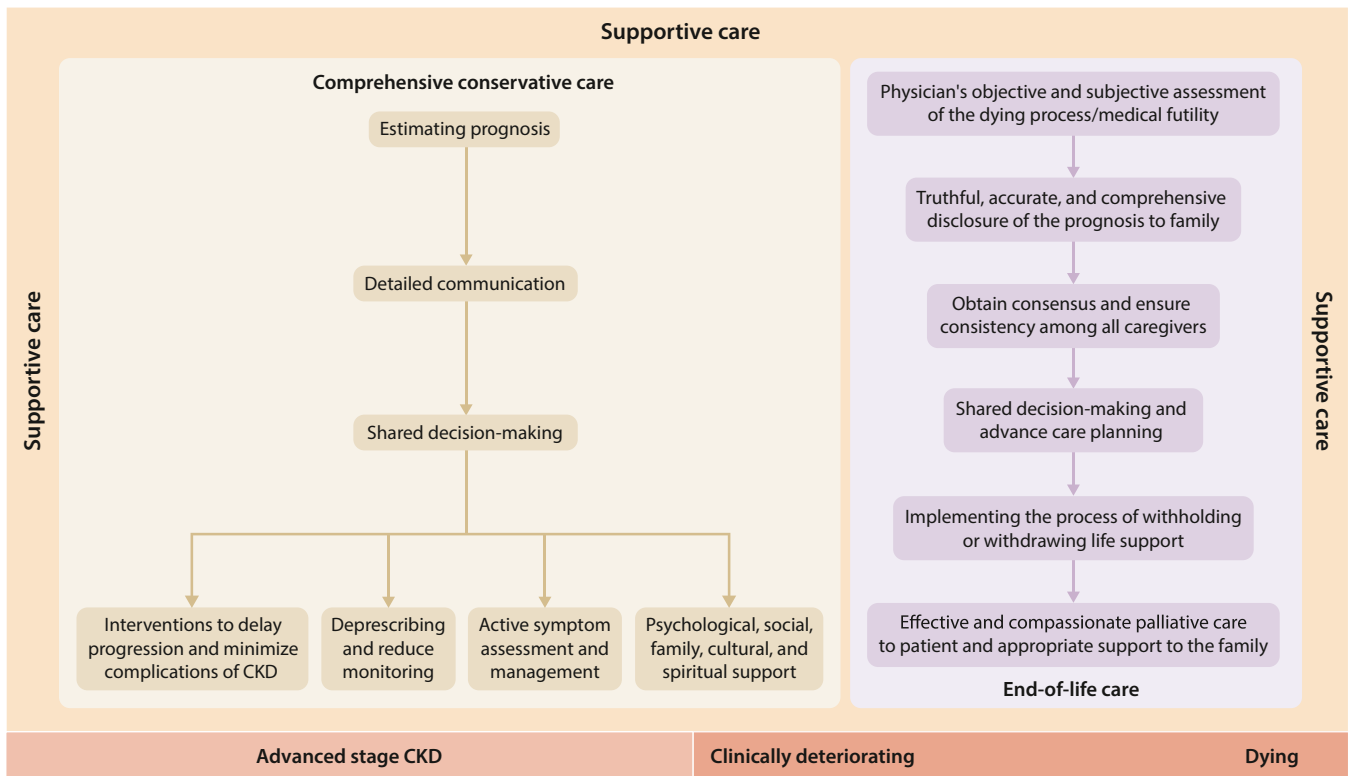 Supportive care
Supportive care
Comprehensive conservative care
Estimating prognosis
Detailed communication
Shared decision-making
Interventions to delay
progression and minimize
complications of CKD
Deprescribing
and reduce
monitoring
Active symptom
assessment and
management
Psychological, social,
family, cultural, and
spiritual support
Physician's objective and subjective assessment
of the dying process/medical futility
Truthful, accurate, and comprehensive
disclosure of the prognosis to family
Obtain consensus and ensure
consistency among all caregivers
Shared decision-making and
advance care planning
Implementing the process of withholding
or withdrawing life support
Effective and compassionate palliative care
to patient and appropriate support to the family
End-of-life care
Supportive care
Advanced stage CKD
Clinically deteriorating
Dying